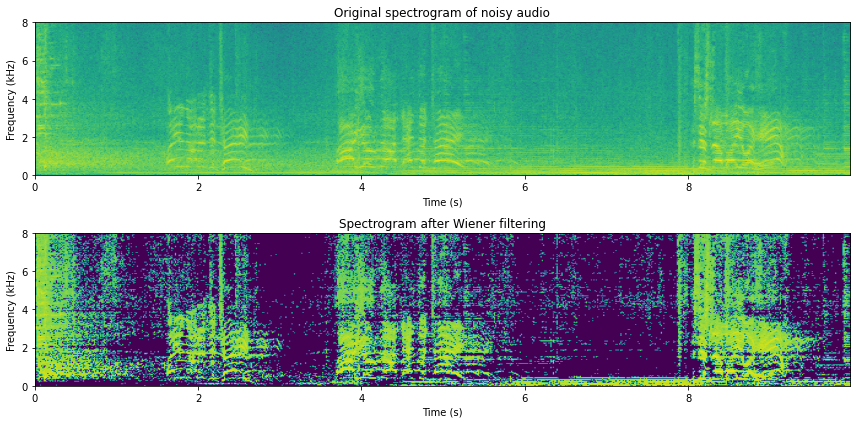 Original spectrogram of noisy audio
8
6
4
2
0
Frequency (kHz)
0 2 4 6 8
Time (s)
Spectrogram after Wiener filtering
8
6
4
2
0
Frequency (kHz)
0 2 4 6 8
Time (s)